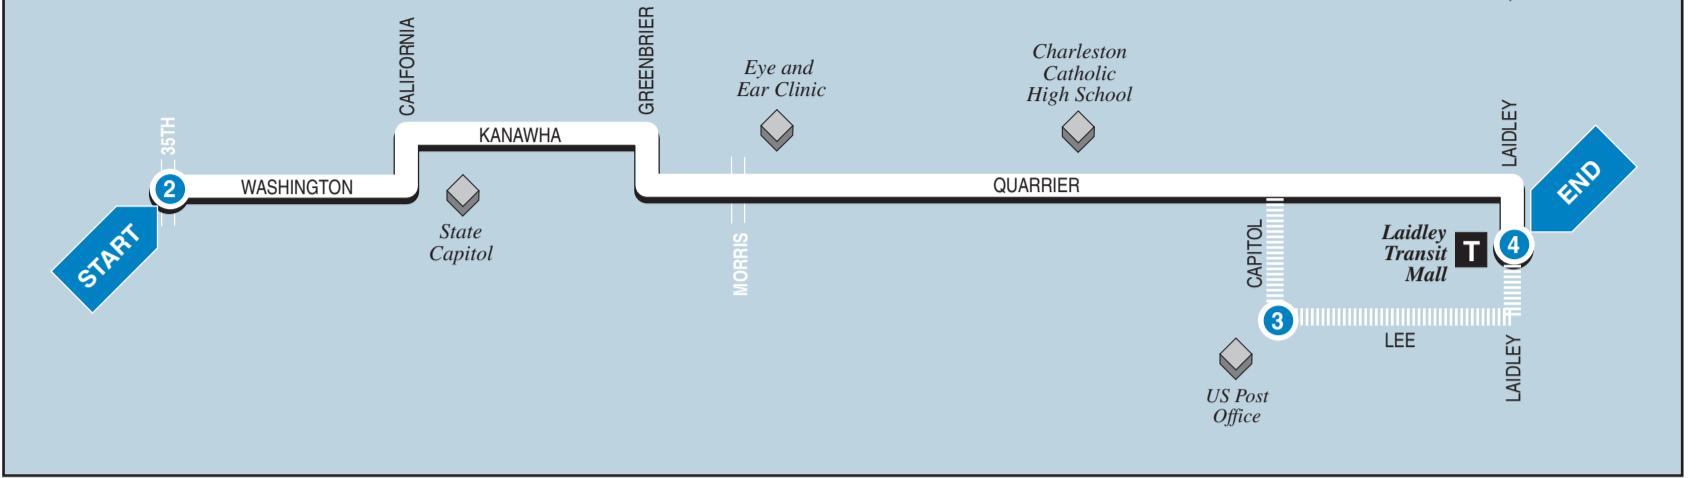 CALIFORNIA
GREENBRIER
Charleston
Catholic
High School
Eye and
Ear Clinic
35TH
KANAWHA
LAIDLEY
2
WASHINGTON
QUARRIER
END
START
State
Capitol
MORRIS
CAPITOL
Laidley
Transit
Mall
T
4
3
LEE
LAIDLEY
US Post
Office